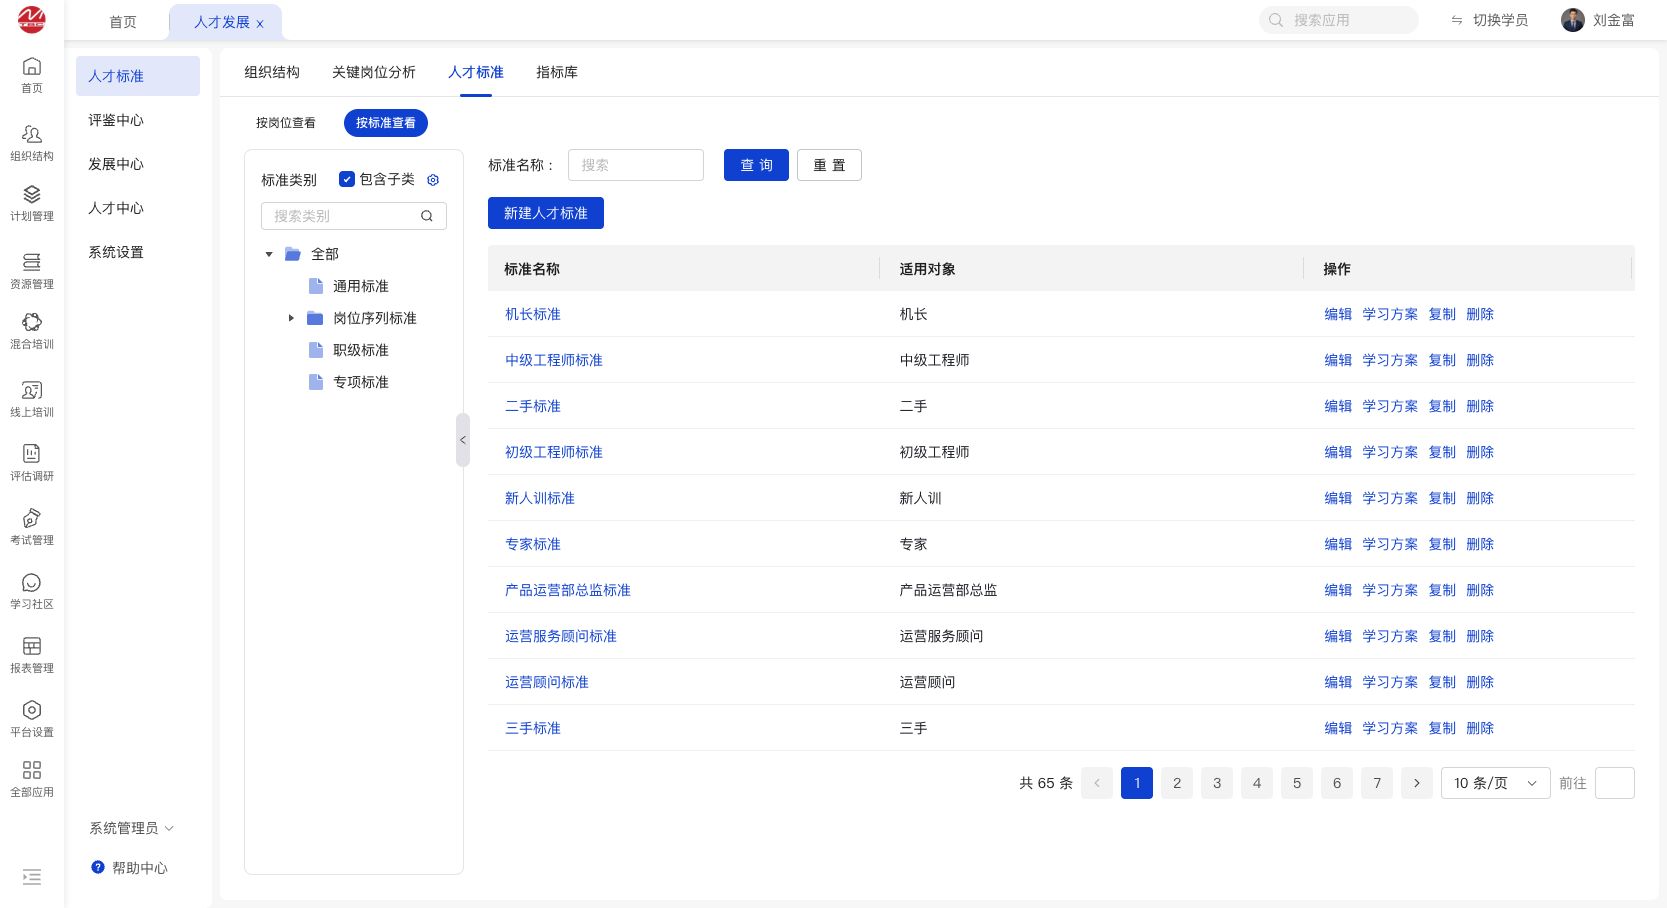 首页
人才发展 x
搜索应用
切换学员
刘金富
首页
组织结构
计划管理
资源管理
混合培训
线上培训
评估调研
考试管理
学习社区
报表管理
平台设置
全部应用
人才标准
评鉴中心
发展中心
人才中心
系统设置
系统管理员
? 帮助中心
组织结构 关键岗位分析 人才标准 指标库
按岗位查看 按标准查看
标准类别 包含子类
搜索类别
全部
通用标准
岗位序列标准
职级标准
专项标准
标准名称： 搜索 查 询 重 置
新建人才标准
标准名称 适用对象 操作
机长标准 机长 编辑 学习方案 复制 删除
中级工程师标准 中级工程师 编辑 学习方案 复制 删除
二手标准 二手 编辑 学习方案 复制 删除
初级工程师标准 初级工程师 编辑 学习方案 复制 删除
新人训标准 新人训 编辑 学习方案 复制 删除
专家标准 专家 编辑 学习方案 复制 删除
产品运营部总监标准 产品运营部总监 编辑 学习方案 复制 删除
运营服务顾问标准 运营服务顾问 编辑 学习方案 复制 删除
运营顾问标准 运营顾问 编辑 学习方案 复制 删除
三手标准 三手 编辑 学习方案 复制 删除
共 65 条 < 1 2 3 4 5 6 7 > 10 条/页 前往